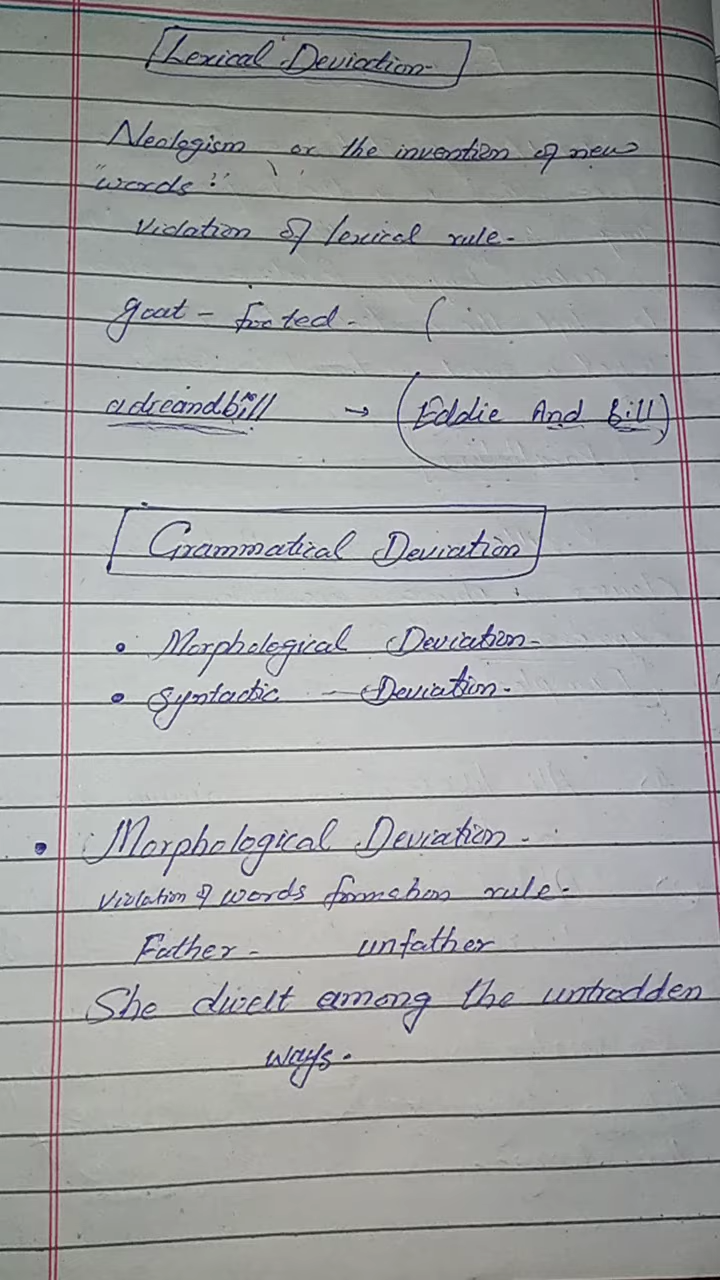 Lexical Deviation-
Neologism or the invention of new
"words"
Violation of lexical rule-
goat - footed - (
→ (Eddie And Bill)
Grammatical Deviation
• Morphological Deviation-
• Syntactic - Deviation-
• Morphological Deviation-
Violation of words formation rule-
Father - unfather
She dwelt among the untrodden
ways.